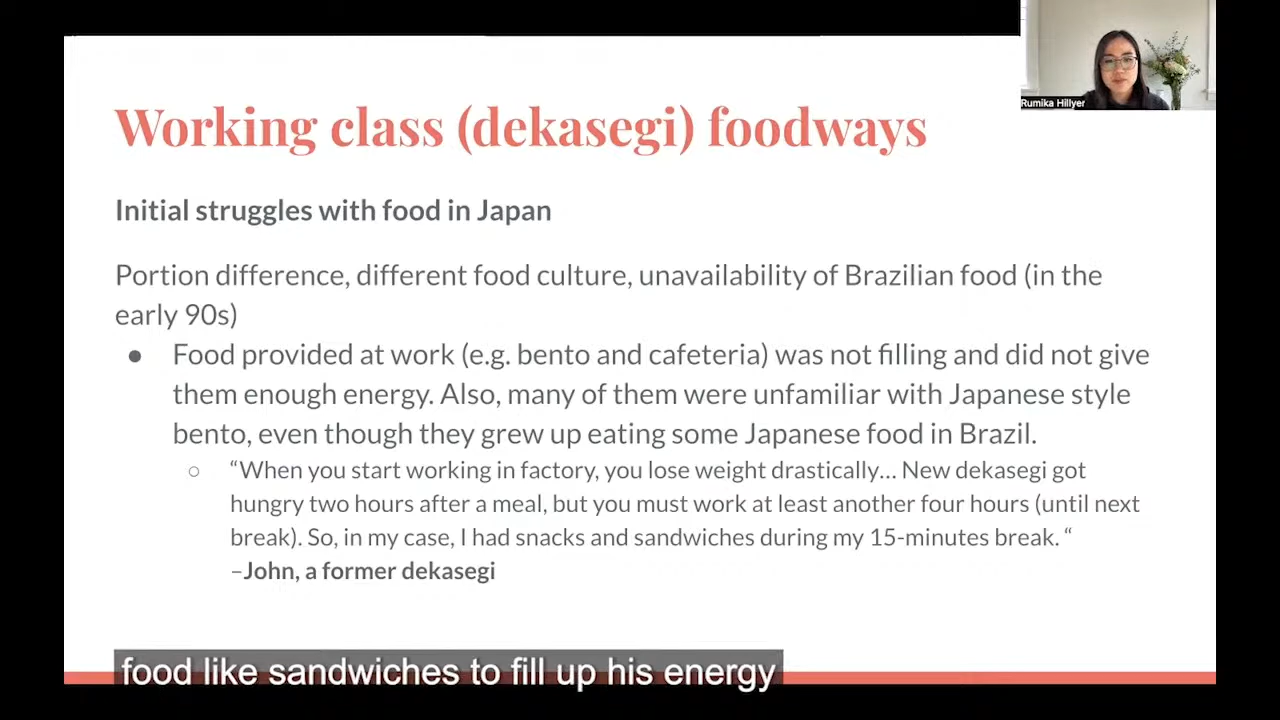 Rumika Hillyer
Working class (dekasegi) foodways
Initial struggles with food in Japan
Portion difference, different food culture, unavailability of Brazilian food (in the
early 90s)
● Food provided at work (e.g. bento and cafeteria) was not filling and did not give
them enough energy. Also, many of them were unfamiliar with Japanese style
bento, even though they grew up eating some Japanese food in Brazil.
○ “When you start working in factory, you lose weight drastically… New dekasegi got
hungry two hours after a meal, but you must work at least another four hours (until next
break). So, in my case, I had snacks and sandwiches during my 15-minutes break. “
–John, a former dekasegi
food like sandwiches to fill up his energy